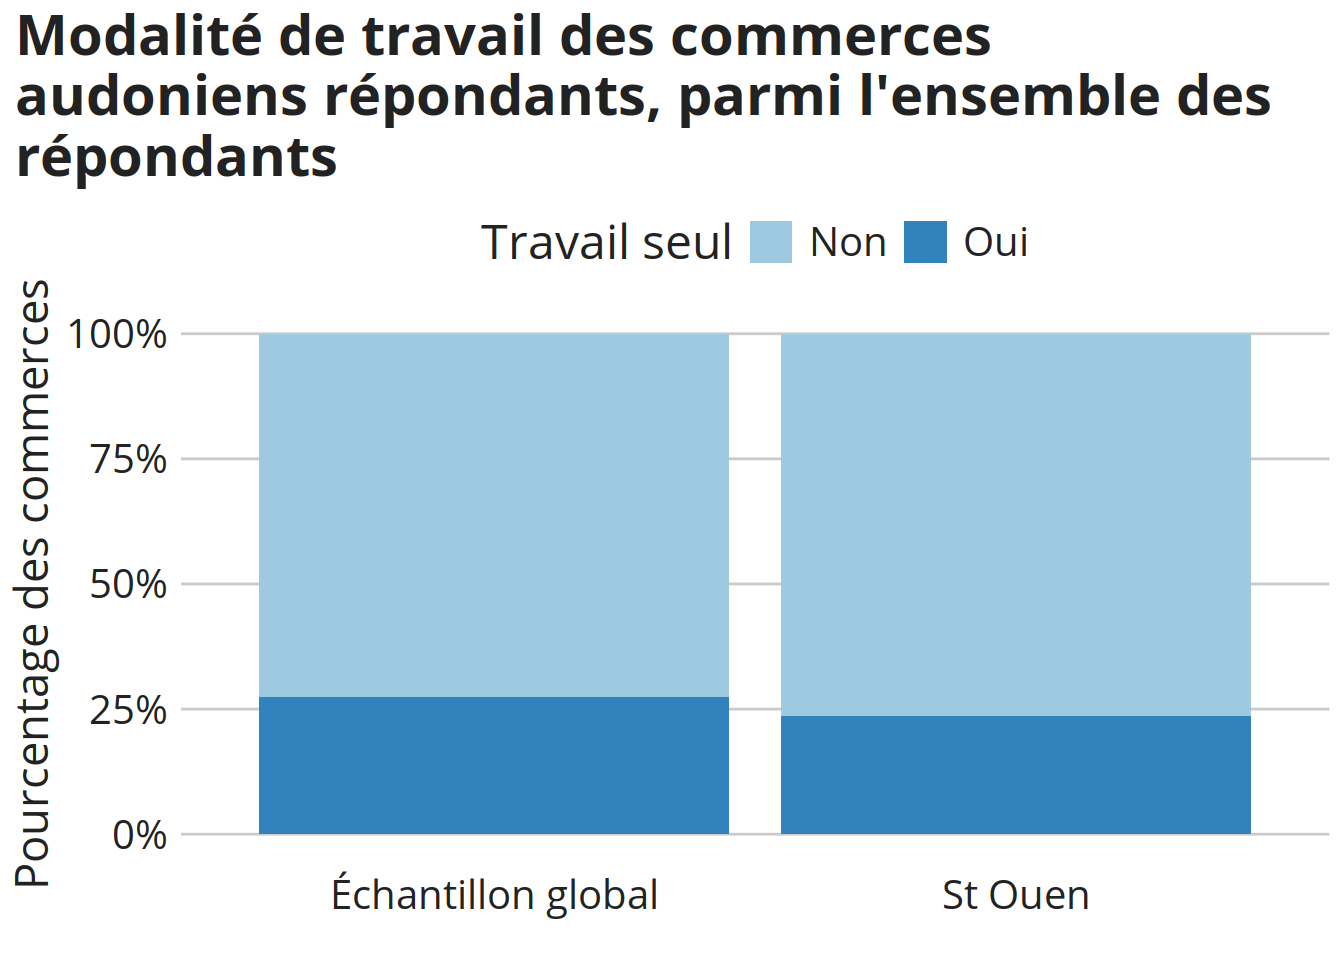 Modalité de travail des commerces
audoniens répondants, parmi l'ensemble des
répondants
Travail seul Non Oui
Pourcentage des commerces
100%
75%
50%
25%
0%
Échantillon global St Ouen